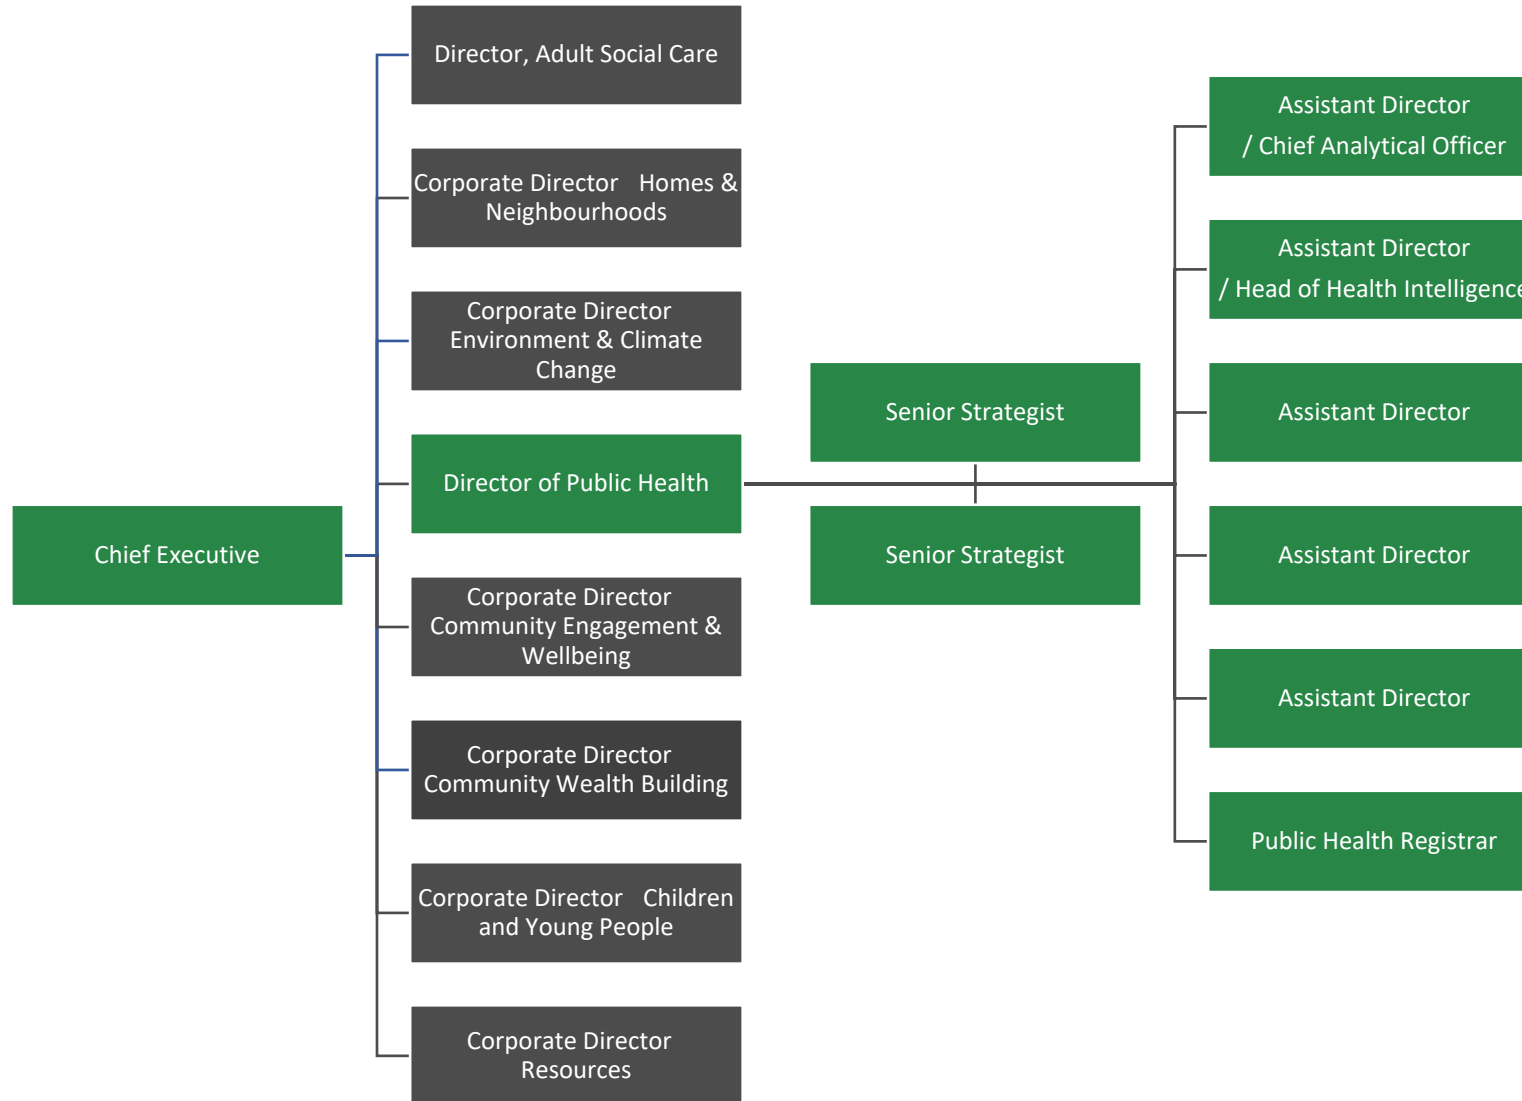 Director, Adult Social Care
Corporate Director   Homes &
Neighbourhoods
Corporate Director
Environment & Climate
Change
Director of Public Health
Chief Executive
Corporate Director
Community Engagement &
Wellbeing
Corporate Director
Community Wealth Building
Corporate Director   Children
and Young People
Corporate Director
Resources
Senior Strategist
Senior Strategist
Assistant Director
/ Chief Analytical Officer
Assistant Director
/ Head of Health Intelligence
Assistant Director
Assistant Director
Assistant Director
Public Health Registrar